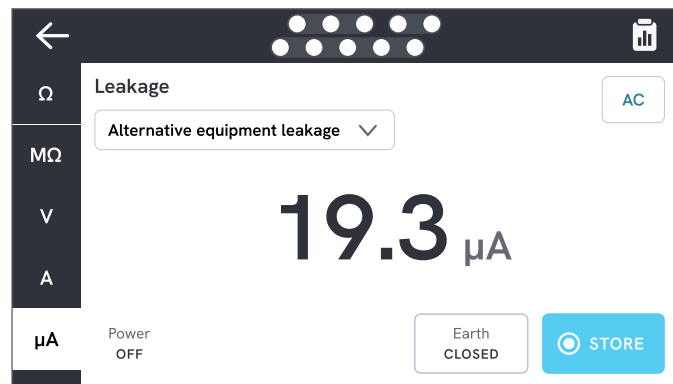 Ω
Leakage
AC
Alternative equipment leakage
MΩ
V
19.3 µA
A
µA
Power
OFF
Earth
CLOSED
STORE